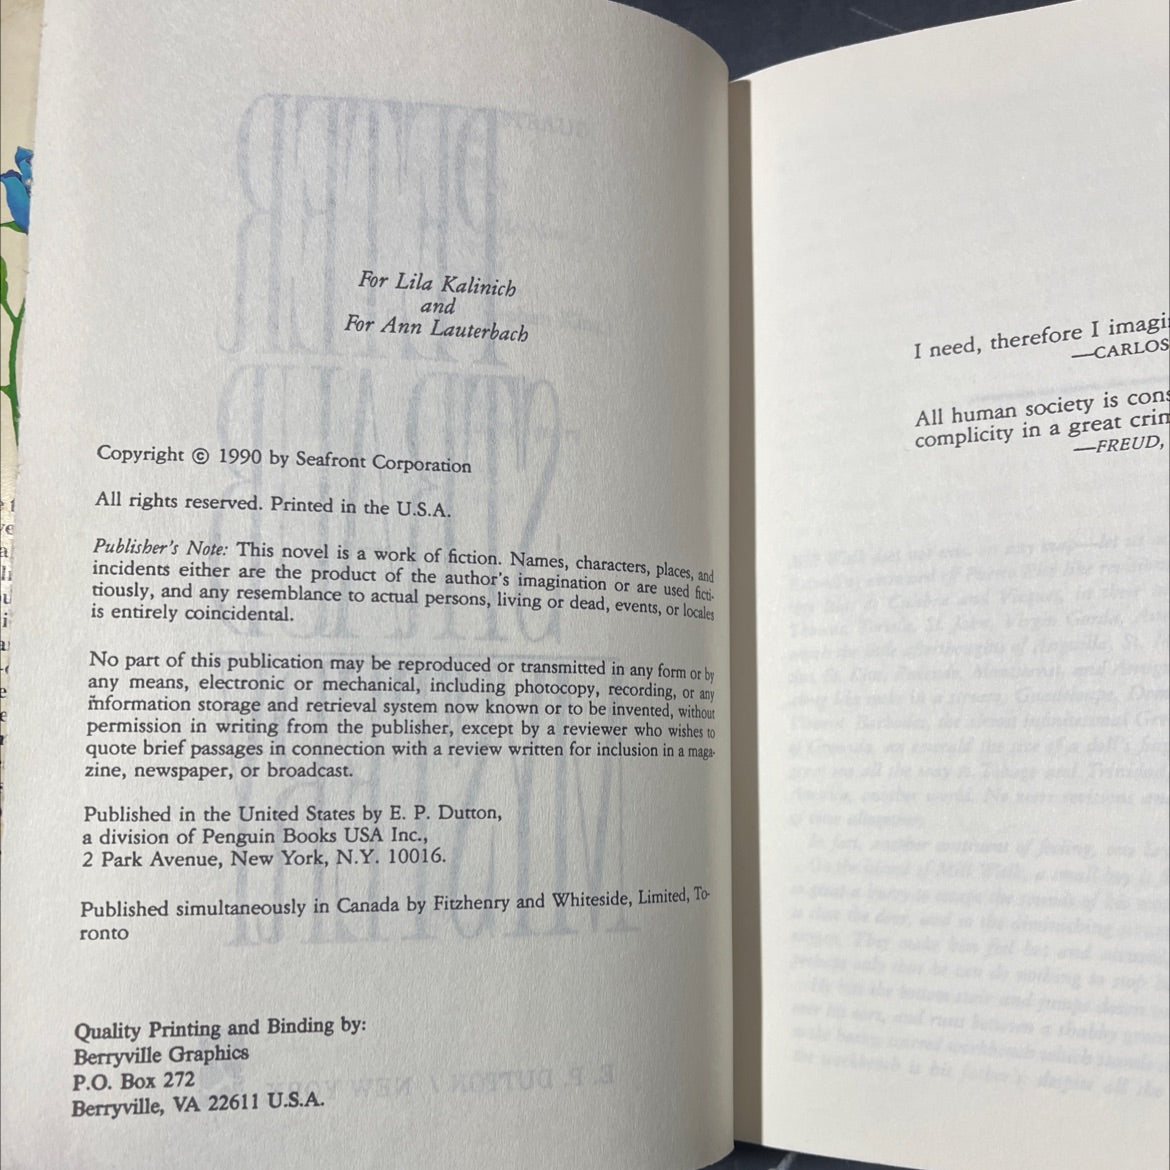 For Lila Kalinich
and
For Ann Lauterbach
Copyright © 1990 by Seafront Corporation
All rights reserved. Printed in the U.S.A.
Publisher's Note: This novel is a work of fiction. Names, characters, places, and
incidents either are the product of the author's imagination or are used ficti-
tiously, and any resemblance to actual persons, living or dead, events, or locales
is entirely coincidental.
No part of this publication may be reproduced or transmitted in any form or by
any means, electronic or mechanical, including photocopy, recording, or any
information storage and retrieval system now known or to be invented, without
permission in writing from the publisher, except by a reviewer who wishes to
quote brief passages in connection with a review written for inclusion in a maga-
zine, newspaper, or broadcast.
Published in the United States by E. P. Dutton,
a division of Penguin Books USA Inc.,
2 Park Avenue, New York, N.Y. 10016.
Published simultaneously in Canada by Fitzhenry and Whiteside, Limited, To-
ronto
Quality Printing and Binding by:
Berryville Graphics
P.O. Box 272
Berryville, VA 22611 U.S.A.
I need, therefore I imagi
—CARLOS
All human society is cons
complicity in a great crim
—FREUD,